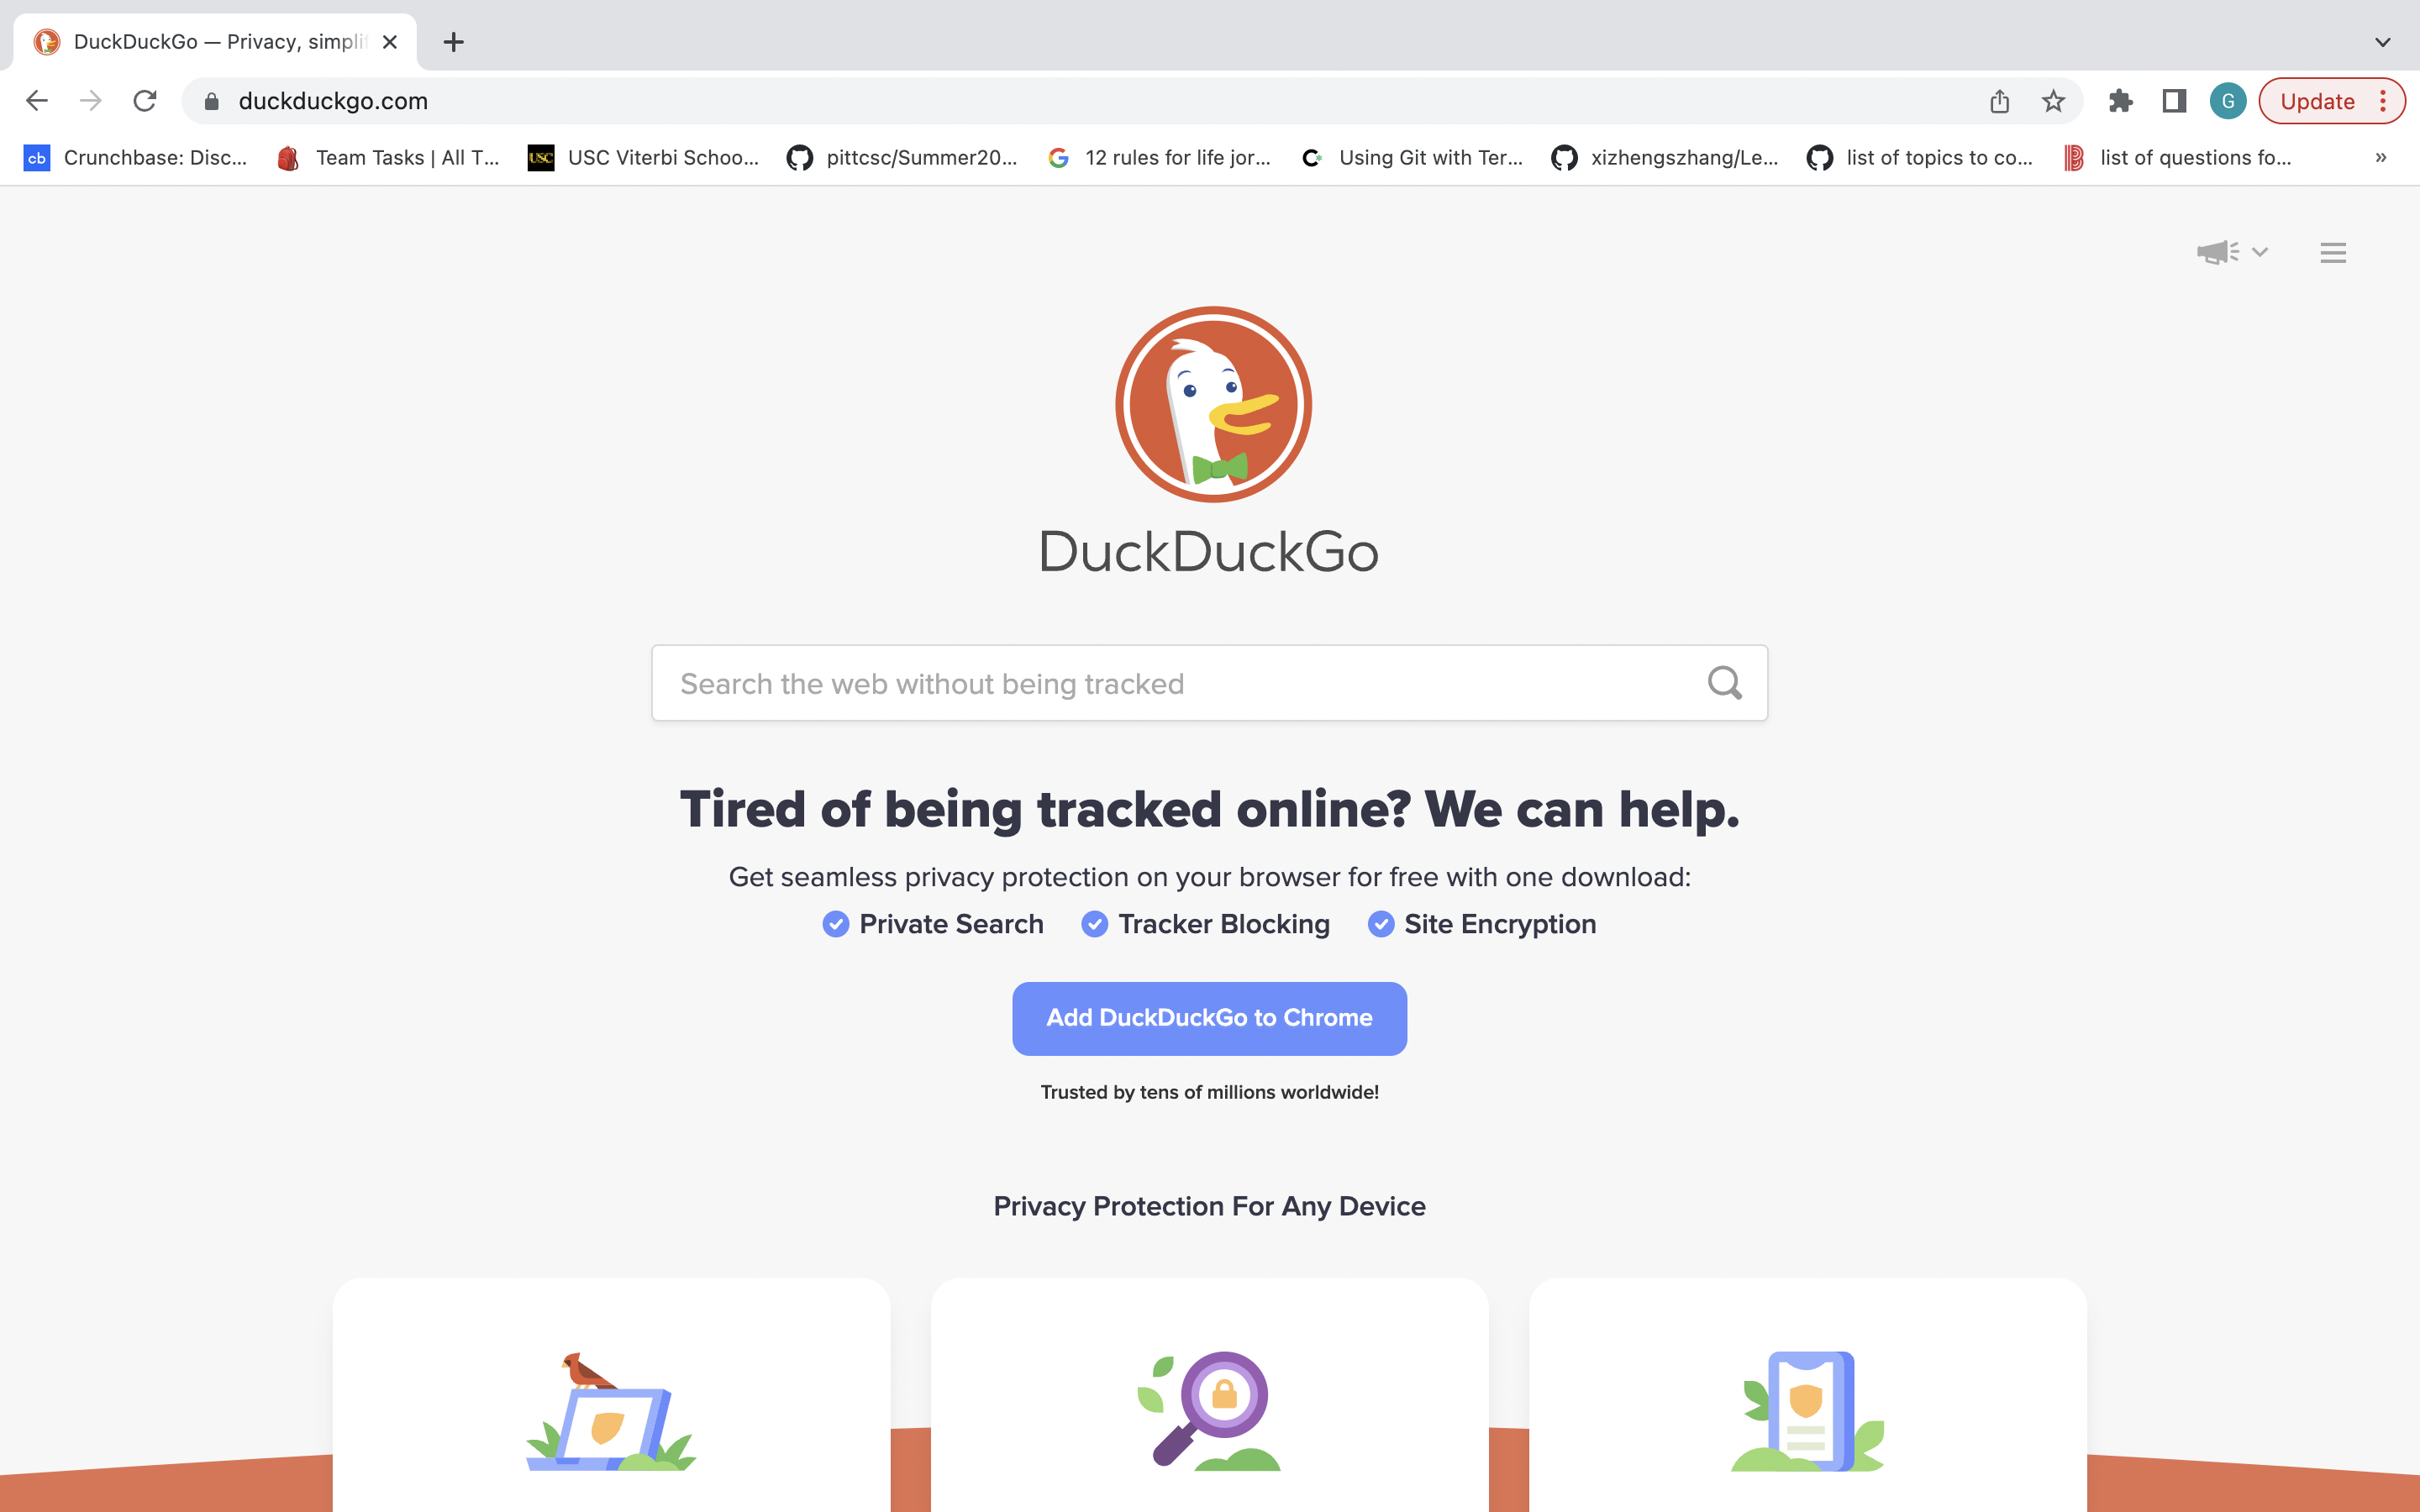 DuckDuckGo — Privacy, simplif
duckduckgo.com
G
Update
cb Crunchbase: Disc...
Team Tasks | All T...
USC USC Viterbi Schoo...
pittcsc/Summer20...
12 rules for life jor...
Using Git with Ter...
xizhengszhang/Le...
list of topics to co...
list of questions fo...
»
DuckDuckGo
Search the web without being tracked
Tired of being tracked online? We can help.
Get seamless privacy protection on your browser for free with one download:
Private Search Tracker Blocking Site Encryption
Add DuckDuckGo to Chrome
Trusted by tens of millions worldwide!
Privacy Protection For Any Device